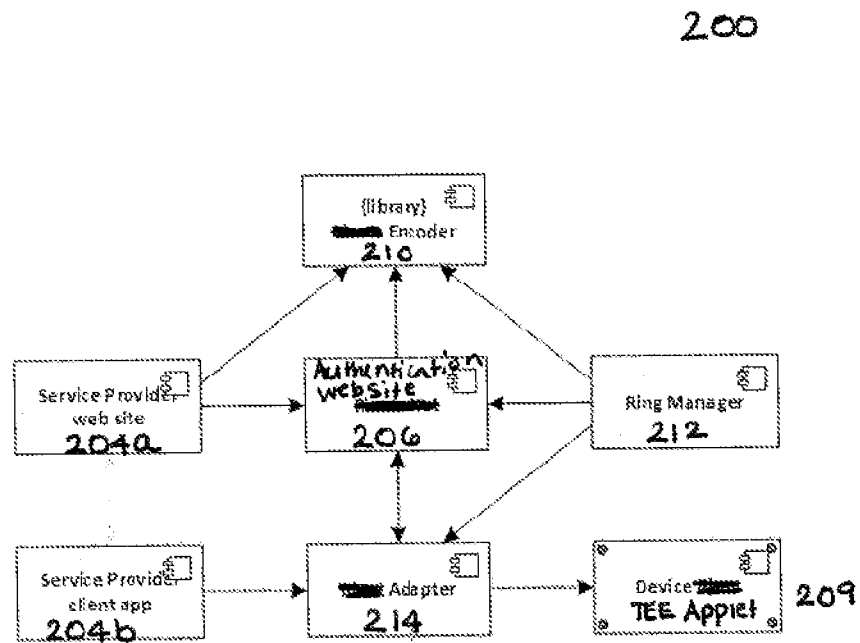 200
{library}
Encoder
210
Service Provider
web site
204a
Authentication
website
206
Ring Manager
212
Service Provider
client app
204b
Adapter
214
Device
TEE Applet
209